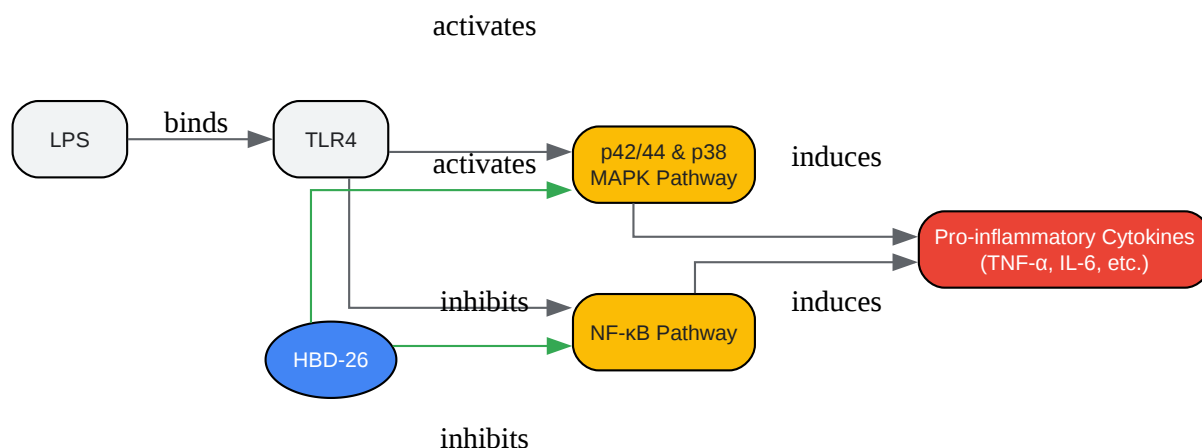 activates
LPS
binds
TLR4
p42/44 & p38
MAPK Pathway
activates
induces
Pro-inflammatory Cytokines
(TNF-α, IL-6, etc.)
inhibits
induces
NF-κB Pathway
HBD-26
inhibits